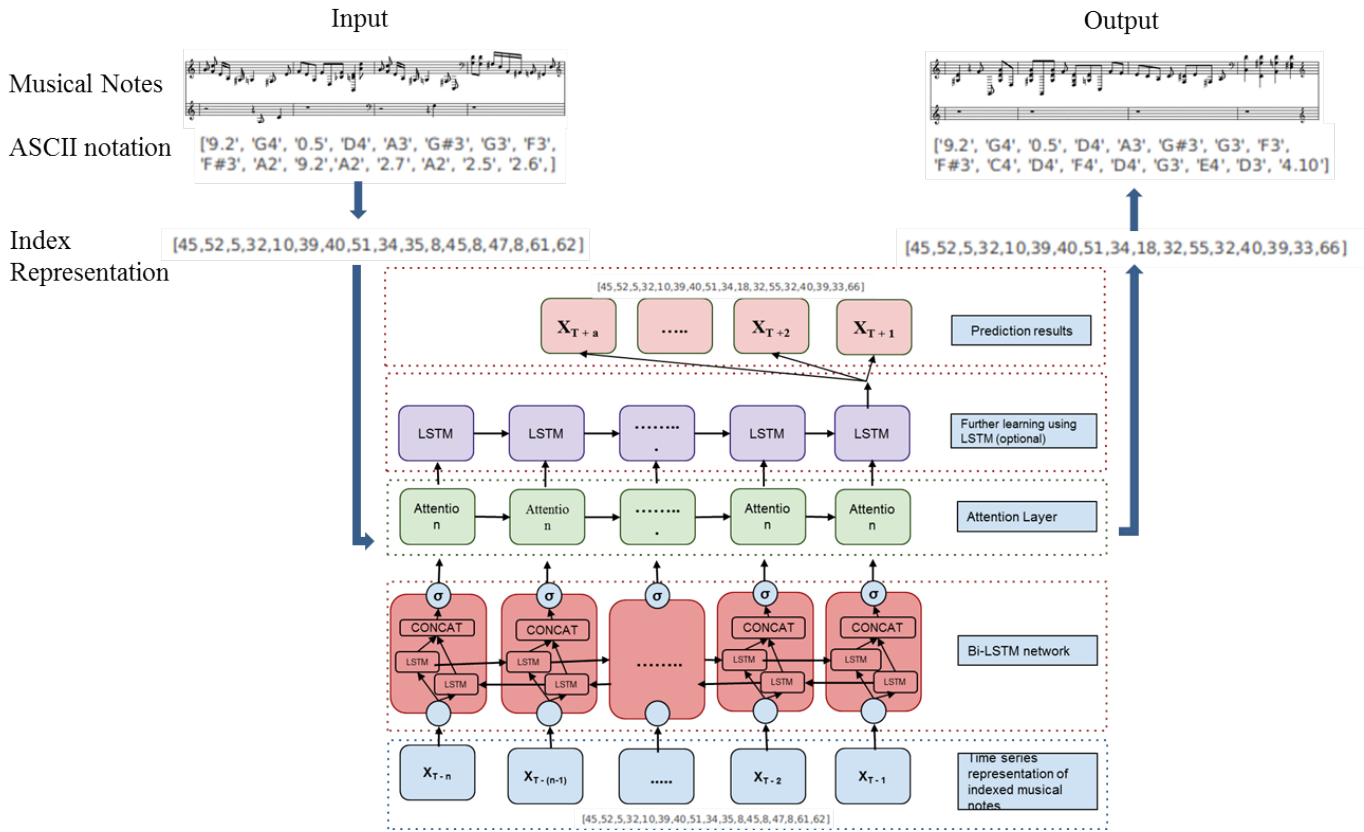 Input
Output
Musical Notes
ASCII notation
['9.2', 'G4', '0.5', 'D4', 'A3', 'G#3', 'G3', 'F3',
'F#3', 'A2', '9.2','A2', '2.7', 'A2', '2.5', '2.6',]
['9.2', 'G4', '0.5', 'D4', 'A3', 'G#3', 'G3', 'F3',
'F#3', 'C4', 'D4', 'F4', 'D4', 'G3', 'E4', 'D3', '4.10']
Index
Representation
[45,52,5,32,10,39,40,51,34,35,8,45,8,47,8,61,62]
[45,52,5,32,10,39,40,51,34,18,32,55,32,40,39,33,66]
[45,52,5,32,10,39,40,51,34,18,32,55,32,40,39,33,66]
X T + a
.....
X T +2
X T + 1
Prediction results
LSTM
LSTM
........
.
LSTM
LSTM
Further learning using
LSTM (optional)
Attentio
n
Attentio
n
........
.
Attentio
n
Attentio
n
Attention Layer
σ
σ
σ
σ
σ
CONCAT
CONCAT
CONCAT
CONCAT
LSTM
LSTM
........
LSTM
LSTM
LSTM
LSTM
LSTM
LSTM
Bi-LSTM network
X T - n
X T - (n-1)
.....
X T - 2
X T - 1
Time series
representation of
indexed musical
notes
[45,52,5,32,10,39,40,51,34,35,8,45,8,47,8,61,62]